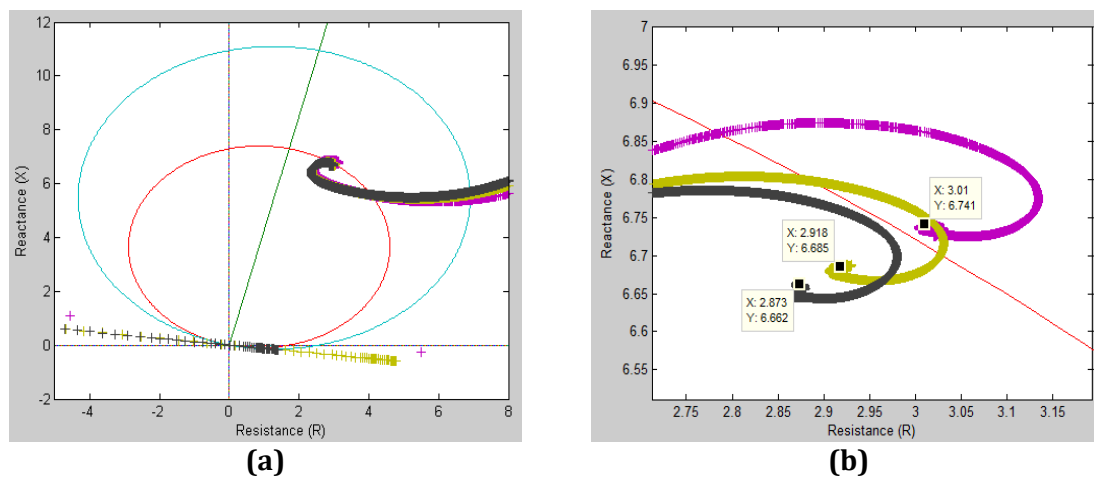 12
10
8
6
4
2
0
-2
Reactance (X)
-4
-2
0
2
4
6
8
Resistance (R)
(a)
7
6.95
6.9
6.85
6.8
6.75
6.7
6.65
6.6
6.55
Reactance (X)
X: 3.01
Y: 6.741
X: 2.918
Y: 6.685
X: 2.873
Y: 6.662
2.75
2.8
2.85
2.9
2.95
3
3.05
3.1
3.15
Resistance (R)
(b)